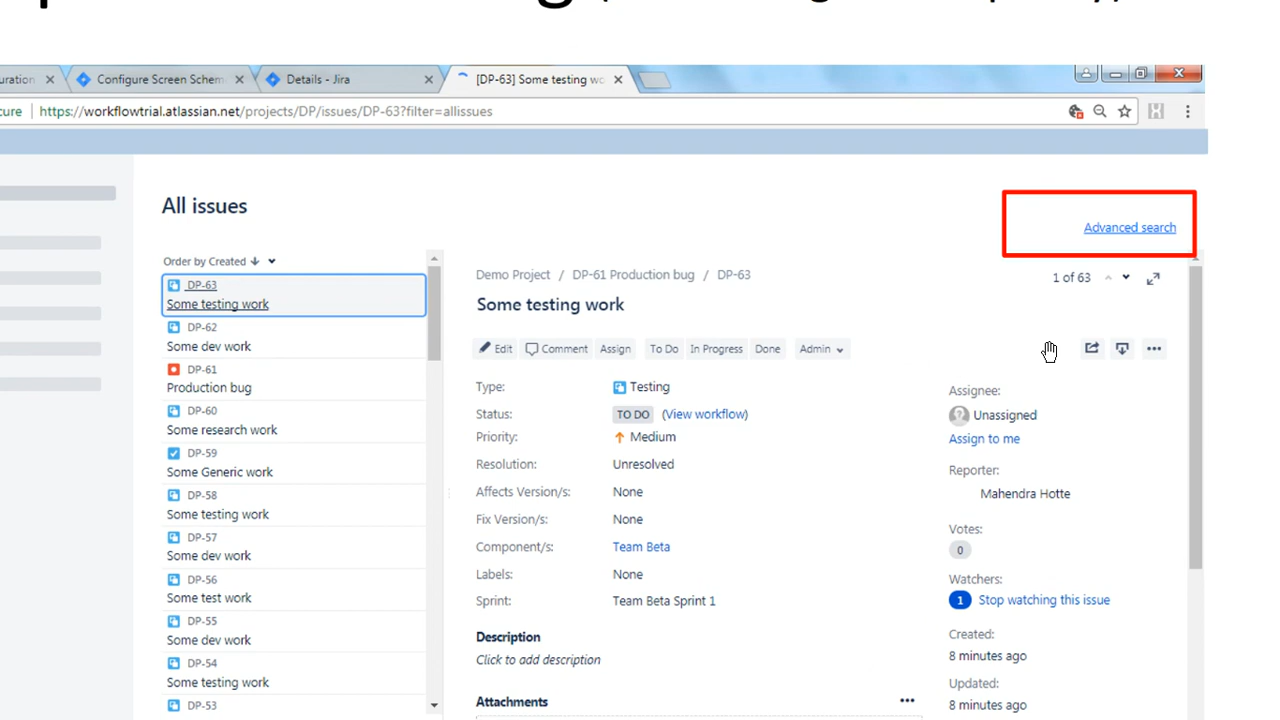 uration
Configure Screen Schem
Details - Jira
[DP-63] Some testing wo
cure
https://workflowtrial.atlassian.net/projects/DP/issues/DP-63?filter=allissues
All issues
Advanced search
Order by Created
DP-63
Some testing work
DP-62
Some dev work
DP-61
Production bug
DP-60
Some research work
DP-59
Some Generic work
DP-58
Some testing work
DP-57
Some dev work
DP-56
Some test work
DP-55
Some dev work
DP-54
Some testing work
DP-53
Demo Project / DP-61 Production bug / DP-63
1 of 63
Some testing work
Edit Comment Assign To Do In Progress Done Admin
Type: Testing
Status: TO DO (View workflow)
Priority: Medium
Resolution: Unresolved
Affects Version/s: None
Fix Version/s: None
Component/s: Team Beta
Labels: None
Sprint: Team Beta Sprint 1
Description
Click to add description
Attachments
Assignee:
Unassigned
Assign to me
Reporter:
Mahendra Hotte
Votes:
0
Watchers:
1 Stop watching this issue
Created:
8 minutes ago
Updated:
8 minutes ago